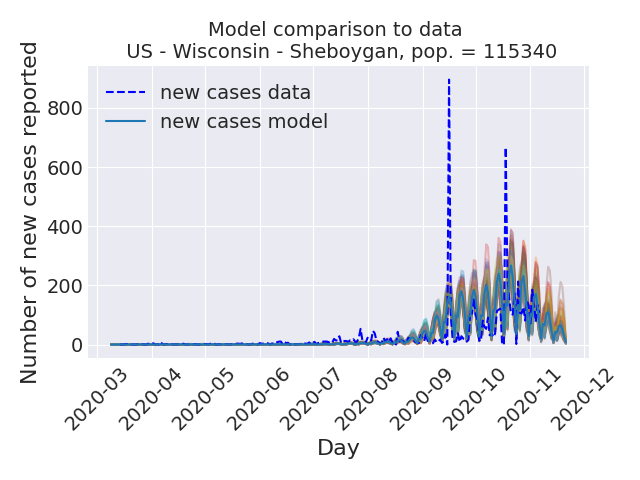 Model comparison to data
US - Wisconsin - Sheboygan, pop. = 115340
Number of new cases reported
800
600
400
200
0
new cases data
new cases model
2020-03
2020-04
2020-05
2020-06
2020-07
2020-08
2020-09
2020-10
2020-11
2020-12
Day